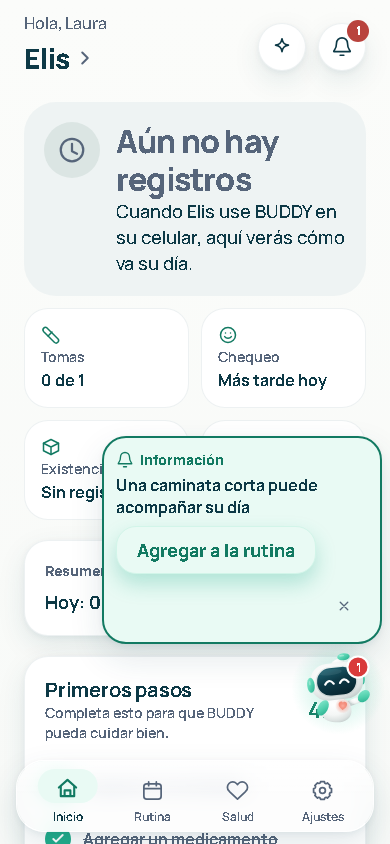 Hola, Laura
Elis
1
Aún no hay
registros
Cuando Elis use BUDDY en
su celular, aquí verás cómo
va su día.
Tomas
0 de 1
Chequeo
Más tarde hoy
Sin
Información
Una caminata corta puede
acompañar su día
Agregar a la rutina
Hoy: 0
1
Primeros pasos
Completa esto para que BUDDY
pueda cuidar bien.
4
Agregar un medicamento
Inicio
Rutina
Salud
Ajustes